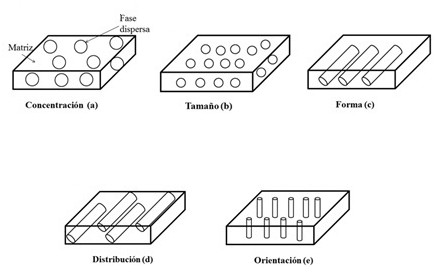 Fase
dispersa
Matriz
Concentración (a)
Tamaño (b)
Forma (c)
Distribución (d)
Orientación (e)